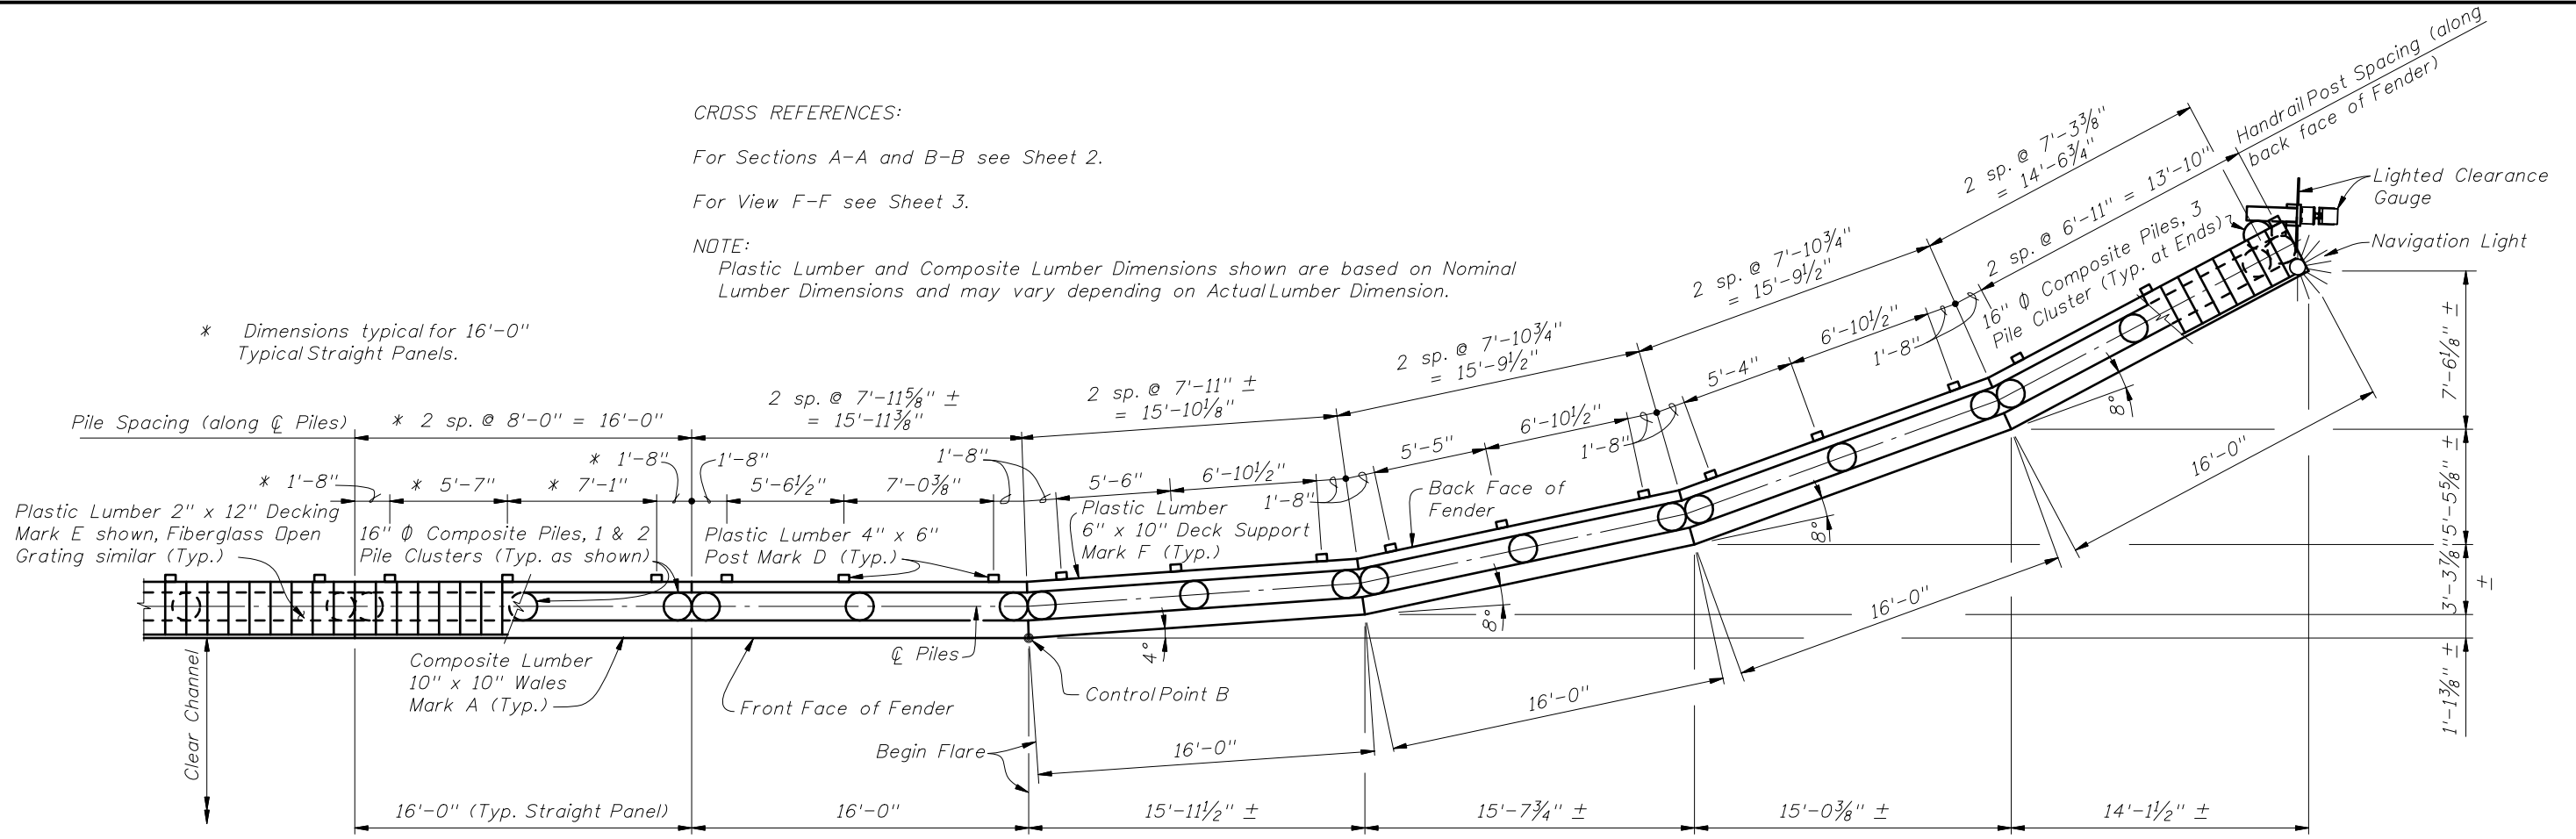 CROSS REFERENCES:
For Sections A-A and B-B see Sheet 2.
For View F-F see Sheet 3.
NOTE:
Plastic Lumber and Composite Lumber Dimensions shown are based on Nominal
Lumber Dimensions and may vary depending on Actual Lumber Dimension.
* Dimensions typical for 16'-0"
Typical Straight Panels.
Handrail Post Spacing (along
back face of Fender)
2 sp. @ 7'-3⅜"
= 14'-6¾"
2 sp. @ 6'-11" = 13'-10"
Lighted Clearance
Gauge
Navigation Light
16" ⌀ Composite Piles, 3
Pile Cluster (Typ. at Ends)
2 sp. @ 7'-10¾"
= 15'-9½"
6'-10½"
1'-8"
5'-4"
2 sp. @ 7'-10¾"
= 15'-9½"
6'-10½"
1'-8"
5'-5"
2 sp. @ 7'-11" ±
= 15'-10⅛"
6'-10½"
1'-8"
5'-6"
2 sp. @ 7'-11⅝" ±
= 15'-11⅜"
Pile Spacing (along ℄ Piles)
* 2 sp. @ 8'-0" = 16'-0"
* 1'-8"
1'-8"
1'-8"
* 1'-8"
* 5'-7"
* 7'-1"
5'-6½"
7'-0⅜"
Plastic Lumber 2" x 12" Decking
Mark E shown, Fiberglass Open
Grating similar (Typ.)
16" ⌀ Composite Piles, 1 & 2
Pile Clusters (Typ. as shown)
Plastic Lumber 4" x 6"
Post Mark D (Typ.)
Plastic Lumber
6" x 10" Deck Support
Mark F (Typ.)
Back Face of
Fender
8°
8°
8°
4°
16'-0"
16'-0"
16'-0"
16'-0"
7'-6⅛" ±
5'-5⅝" ±
3'-3⅞"
±
1'-1⅜" ±
Clear Channel
Composite Lumber
10" x 10" Wales
Mark A (Typ.)
℄ Piles
Front Face of Fender
Control Point B
Begin Flare
16'-0" (Typ. Straight Panel)
16'-0"
15'-11½" ±
15'-7¾" ±
15'-0⅜" ±
14'-1½" ±